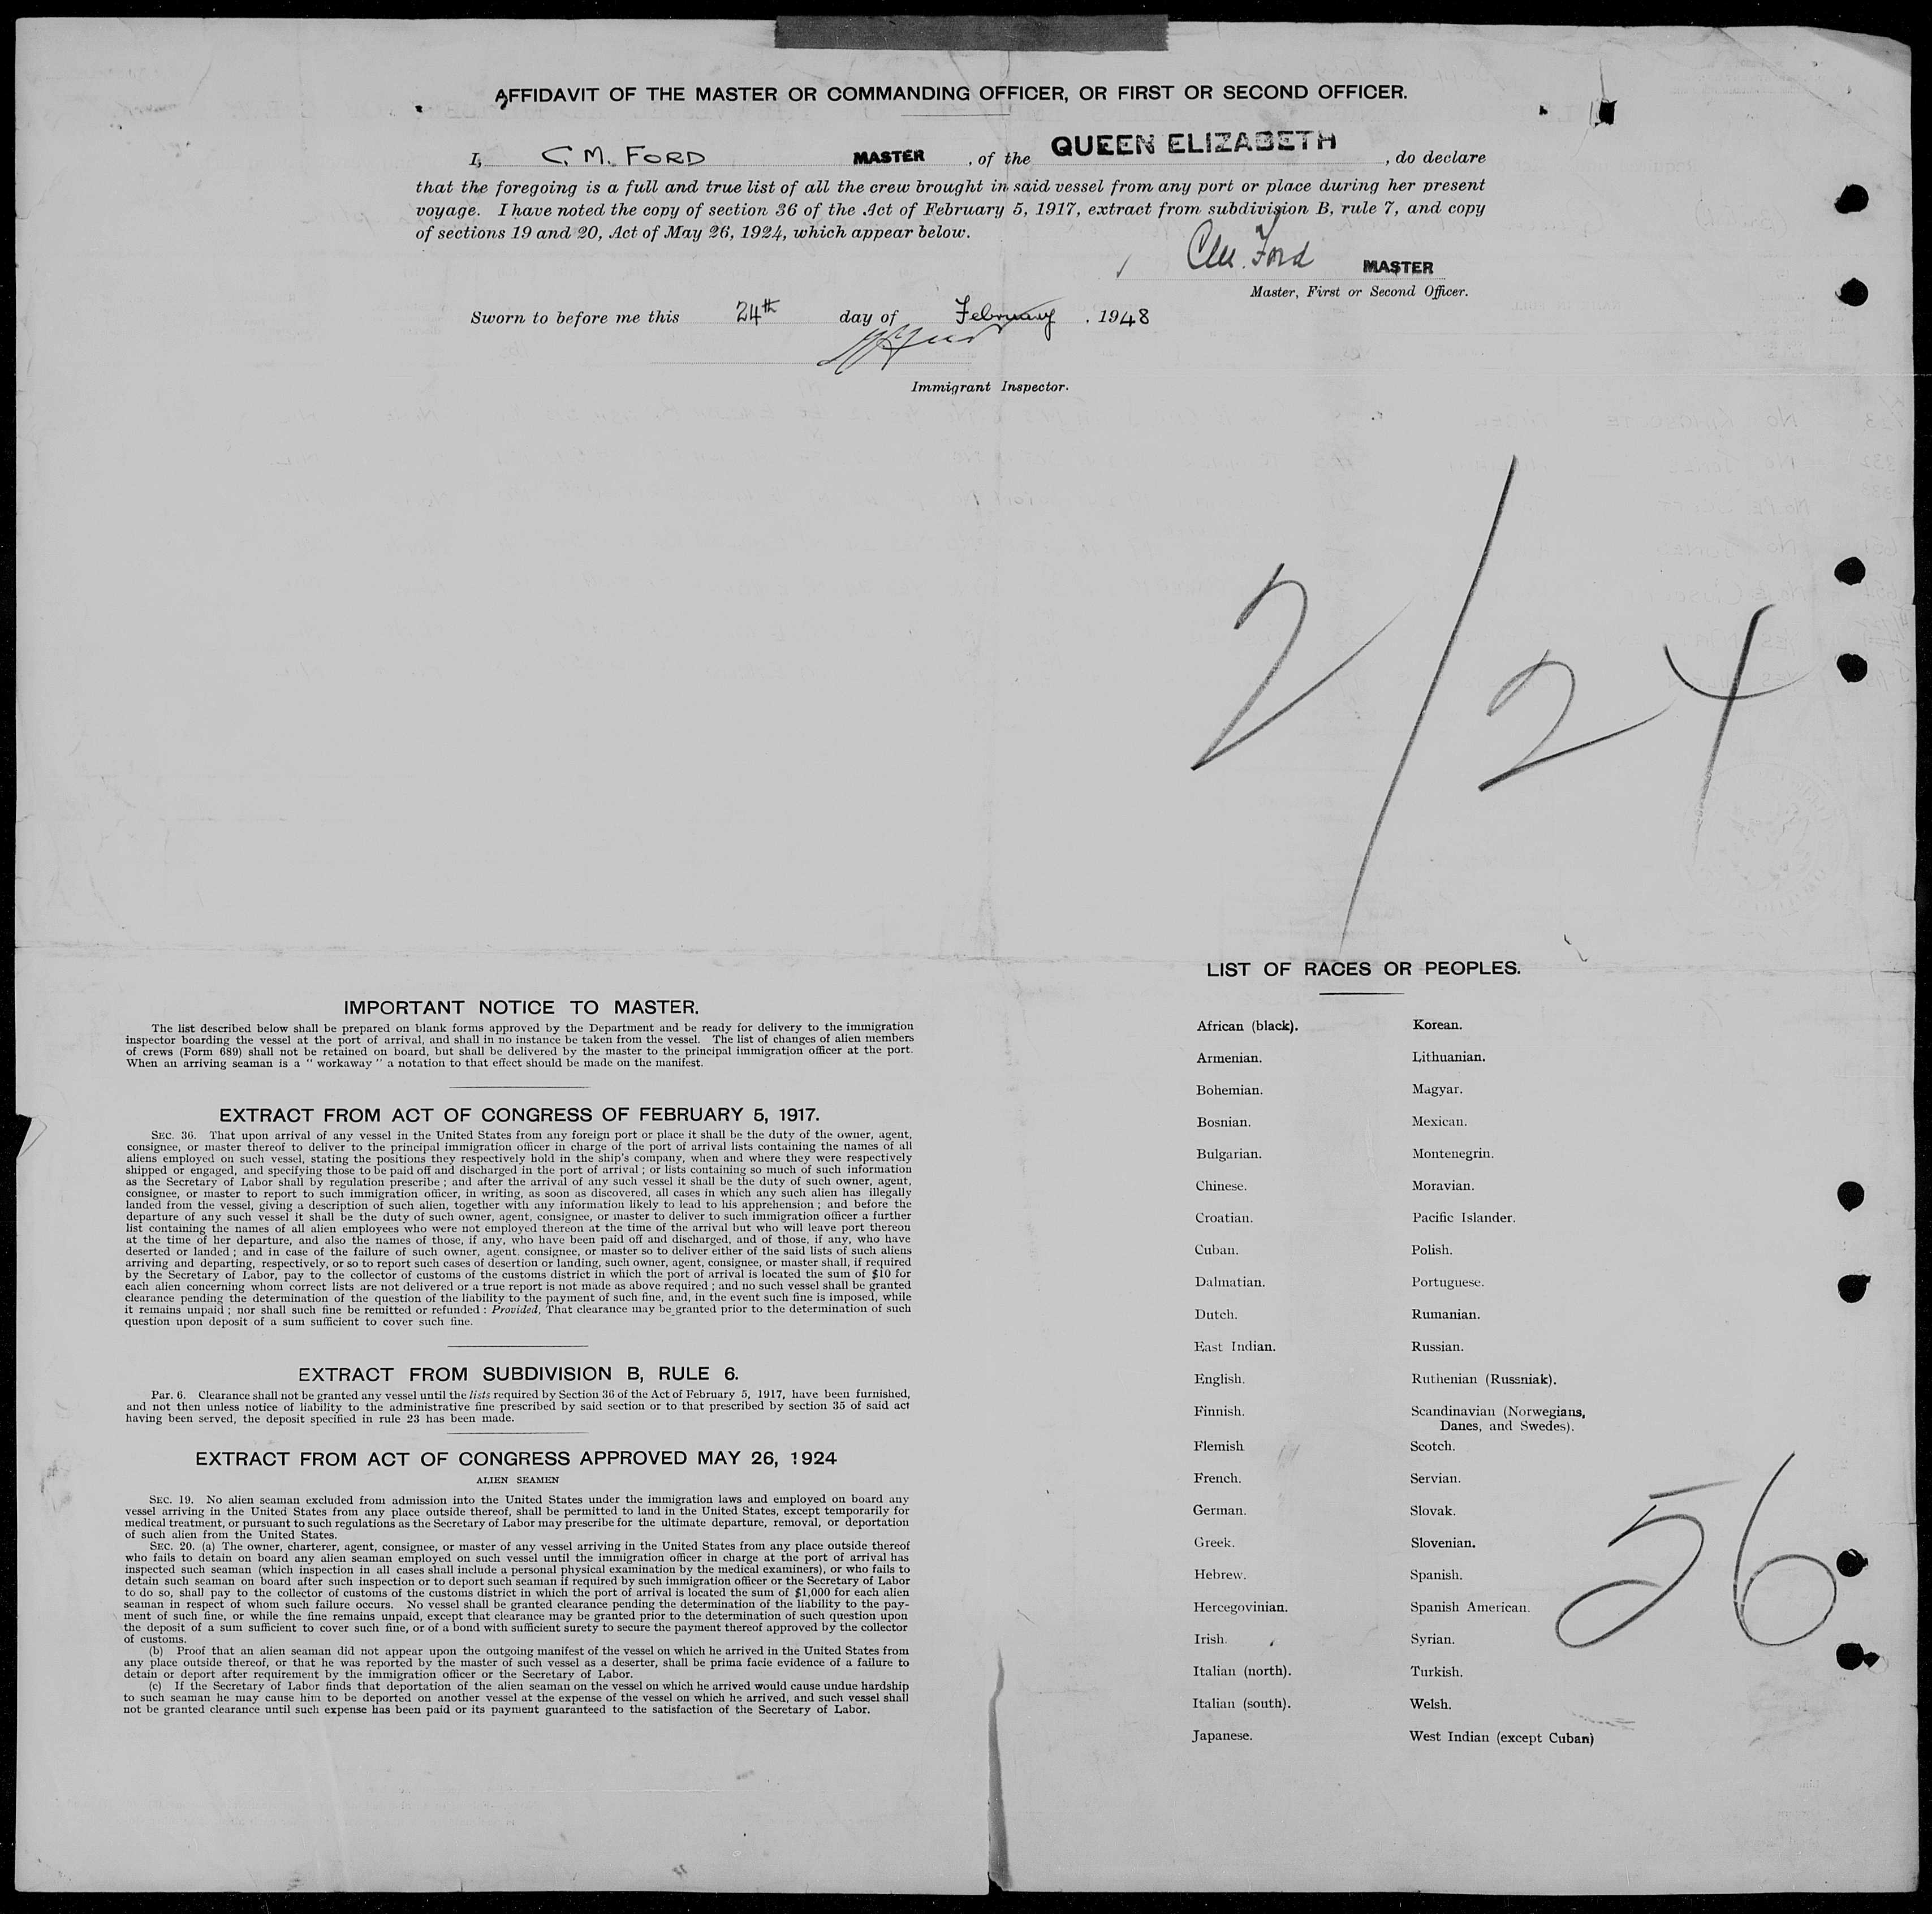 AFFIDAVIT OF THE MASTER OR COMMANDING OFFICER, OR FIRST OR SECOND OFFICER.
I, C. M. FORD MASTER , of the QUEEN ELIZABETH , do declare
that the foregoing is a full and true list of all the crew brought in said vessel from any port or place during her present
voyage. I have noted the copy of section 36 of the Act of February 5, 1917, extract from subdivision B, rule 7, and copy
of sections 19 and 20, Act of May 26, 1924, which appear below.
CM. Ford MASTER
Master, First or Second Officer.
Sworn to before me this 24th day of February . 1948
Immigrant Inspector.
2/24
IMPORTANT NOTICE TO MASTER.
The list described below shall be prepared on blank forms approved by the Department and be ready for delivery to the immigration
inspector boarding the vessel at the port of arrival, and shall in no instance be taken from the vessel. The list of changes of alien members
of crews (Form 689) shall not be retained on board, but shall be delivered by the master to the principal immigration officer at the port.
When an arriving seaman is a "workaway" a notation to that effect should be made on the manifest.
EXTRACT FROM ACT OF CONGRESS OF FEBRUARY 5, 1917.
SEC. 36. That upon arrival of any vessel in the United States from any foreign port or place it shall be the duty of the owner, agent,
consignee, or master thereof to deliver to the principal immigration officer in charge of the port of arrival lists containing the names of all
aliens employed on such vessel, stating the positions they respectively hold in the ship's company, when and where they were respectively
shipped or engaged, and specifying those to be paid off and discharged in the port of arrival ; or lists containing so much of such information
as the Secretary of Labor shall by regulation prescribe ; and after the arrival of any such vessel it shall be the duty of such owner, agent,
consignee, or master to report to such immigration officer, in writing, as soon as discovered, all cases in which any such alien has illegally
landed from the vessel, giving a description of such alien, together with any information likely to lead to his apprehension ; and before the
departure of any such vessel it shall be the duty of such owner, agent, consignee, or master to deliver to such immigration officer a further
list containing the names of all alien employees who were not employed thereon at the time of the arrival but who will leave port thereon
at the time of her departure, and also the names of those, if any, who have been paid off and discharged, and of those, if any, who have
deserted or landed ; and in case of the failure of such owner, agent. consignee, or master so to deliver either of the said lists of such aliens
arriving and departing, respectively, or so to report such cases of desertion or landing, such owner, agent, consignee, or master shall, if required
by the Secretary of Labor, pay to the collector of customs of the customs district in which the port of arrival is located the sum of $10 for
each alien concerning whom correct lists are not delivered or a true report is not made as above required ; and no such vessel shall be granted
clearance pending the determination of the question of the liability to the payment of such fine, and, in the event such fine is imposed, while
it remains unpaid ; nor shall such fine be remitted or refunded : Provided, That clearance may be granted prior to the determination of such
question upon deposit of a sum sufficient to cover such fine.
EXTRACT FROM SUBDIVISION B, RULE 6.
Par. 6. Clearance shall not be granted any vessel until the lists required by Section 36 of the Act of February 5, 1917, have been furnished,
and not then unless notice of liability to the administrative fine prescribed by said section or to that prescribed by section 35 of said act
having been served, the deposit specified in rule 23 has been made.
EXTRACT FROM ACT OF CONGRESS APPROVED MAY 26, 1924
ALIEN SEAMEN
SEC. 19. No alien seaman excluded from admission into the United States under the immigration laws and employed on board any
vessel arriving in the United States from any place outside thereof, shall be permitted to land in the United States, except temporarily for
medical treatment, or pursuant to such regulations as the Secretary of Labor may prescribe for the ultimate departure, removal, or deportation
of such alien from the United States.
SEC. 20. (a) The owner, charterer, agent, consignee, or master of any vessel arriving in the United States from any place outside thereof
who fails to detain on board any alien seaman employed on such vessel until the immigration officer in charge at the port of arrival has
inspected such seaman (which inspection in all cases shall include a personal physical examination by the medical examiners), or who fails to
detain such seaman on board after such inspection or to deport such seaman if required by such immigration officer or the Secretary of Labor
to do so, shall pay to the collector of customs of the customs district in which the port of arrival is located the sum of $1,000 for each alien
seaman in respect of whom such failure occurs. No vessel shall be granted clearance pending the determination of the liability to the pay-
ment of such fine, or while the fine remains unpaid, except that clearance may be granted prior to the determination of such question upon
the deposit of a sum sufficient to cover such fine, or of a bond with sufficient surety to secure the payment thereof approved by the collector
of customs.
(b) Proof that an alien seaman did not appear upon the outgoing manifest of the vessel on which he arrived in the United States from
any place outside thereof, or that he was reported by the master of such vessel as a deserter, shall be prima facie evidence of a failure to
detain or deport after requirement by the immigration officer or the Secretary of Labor.
(c) If the Secretary of Labor finds that deportation of the alien seaman on the vessel on which he arrived would cause undue hardship
to such seaman he may cause him to be deported on another vessel at the expense of the vessel on which he arrived, and such vessel shall
not be granted clearance until such expense has been paid or its payment guaranteed to the satisfaction of the Secretary of Labor.
LIST OF RACES OR PEOPLES.
African (black). Korean.
Armenian. Lithuanian.
Bohemian. Magyar.
Bosnian. Mexican.
Bulgarian. Montenegrin.
Chinese. Moravian.
Croatian. Pacific Islander.
Cuban. Polish.
Dalmatian. Portuguese.
Dutch. Rumanian.
East Indian. Russian.
English. Ruthenian (Russniak).
Finnish. Scandinavian (Norwegians,
Danes, and Swedes).
Flemish Scotch.
French. Servian.
German. Slovak.
Greek. Slovenian.
Hebrew. Spanish.
Hercegovinian. Spanish American.
Irish. Syrian.
Italian (north). Turkish.
Italian (south). Welsh.
Japanese. West Indian (except Cuban)
56